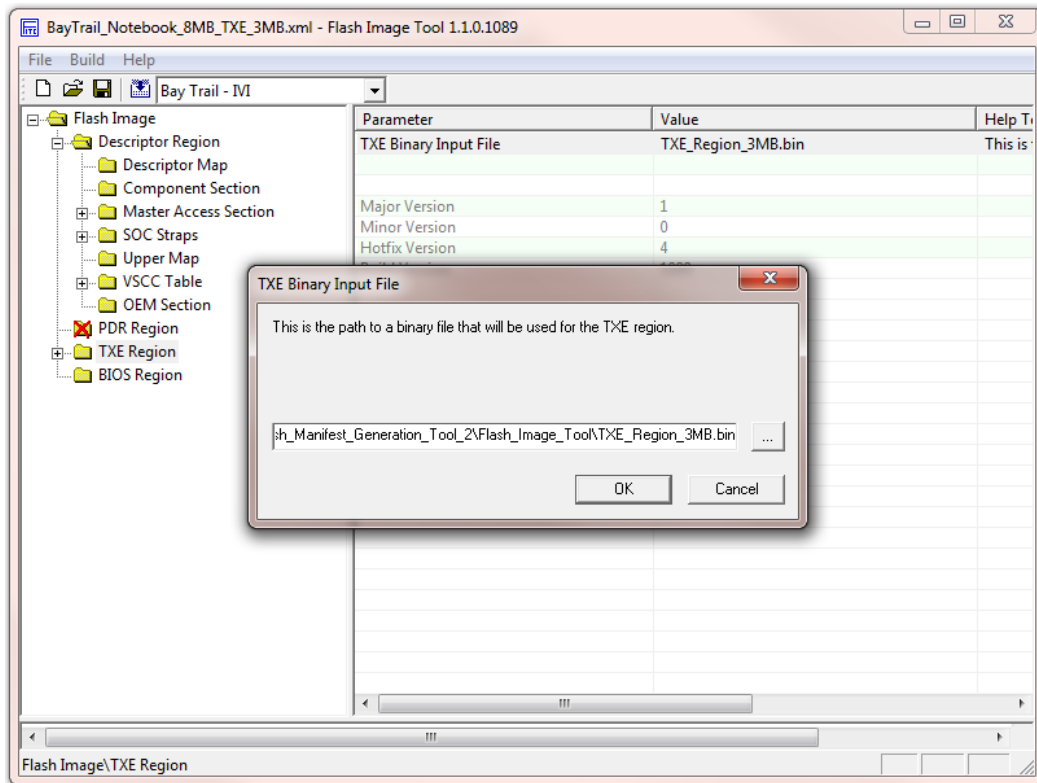 BayTrail_Notebook_8MB_TXE_3MB.xml - Flash Image Tool 1.1.0.1089
File Build Help
Bay Trail - IVI
Flash Image
Descriptor Region
Descriptor Map
Component Section
Master Access Section
SOC Straps
Upper Map
VSCC Table
OEM Section
PDR Region
TXE Region
BIOS Region
Parameter Value Help
TXE Binary Input File TXE_Region_3MB.bin This is
Major Version 1
Minor Version 0
Hotfix Version 4
TXE Binary Input File
This is the path to a binary file that will be used for the TXE region.
sh_Manifest_Generation_Tool_2\Flash_Image_Tool\TXE_Region_3MB.bin
...
OK Cancel
Flash Image\TXE Region